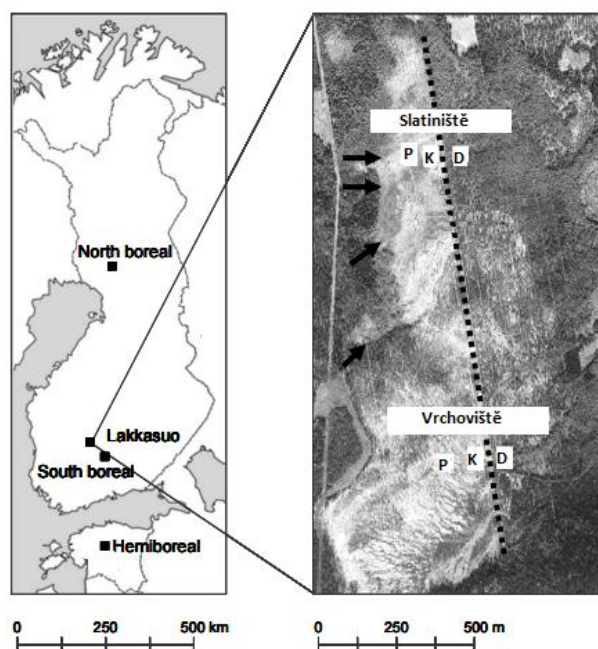 North boreal
Lakkasuo
South boreal
Hemiboreal
0 250 500 km
Slatiniště
P K D
Vrchoviště
P K D
0 250 500 m